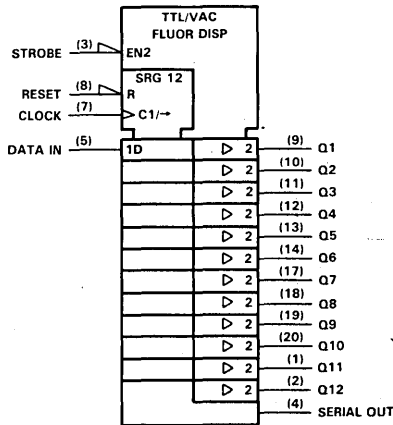 TTL/VAC
FLUOR DISP
STROBE (3) EN2
SRG 12
RESET (8) R
CLOCK (7) C1/→
DATA IN (5) 1D ▷ 2 (9) Q1
▷ 2 (10) Q2
▷ 2 (11) Q3
▷ 2 (12) Q4
▷ 2 (13) Q5
▷ 2 (14) Q6
▷ 2 (17) Q7
▷ 2 (18) Q8
▷ 2 (19) Q9
▷ 2 (20) Q10
▷ 2 (1) Q11
▷ 2 (2) Q12
(4) SERIAL OUT